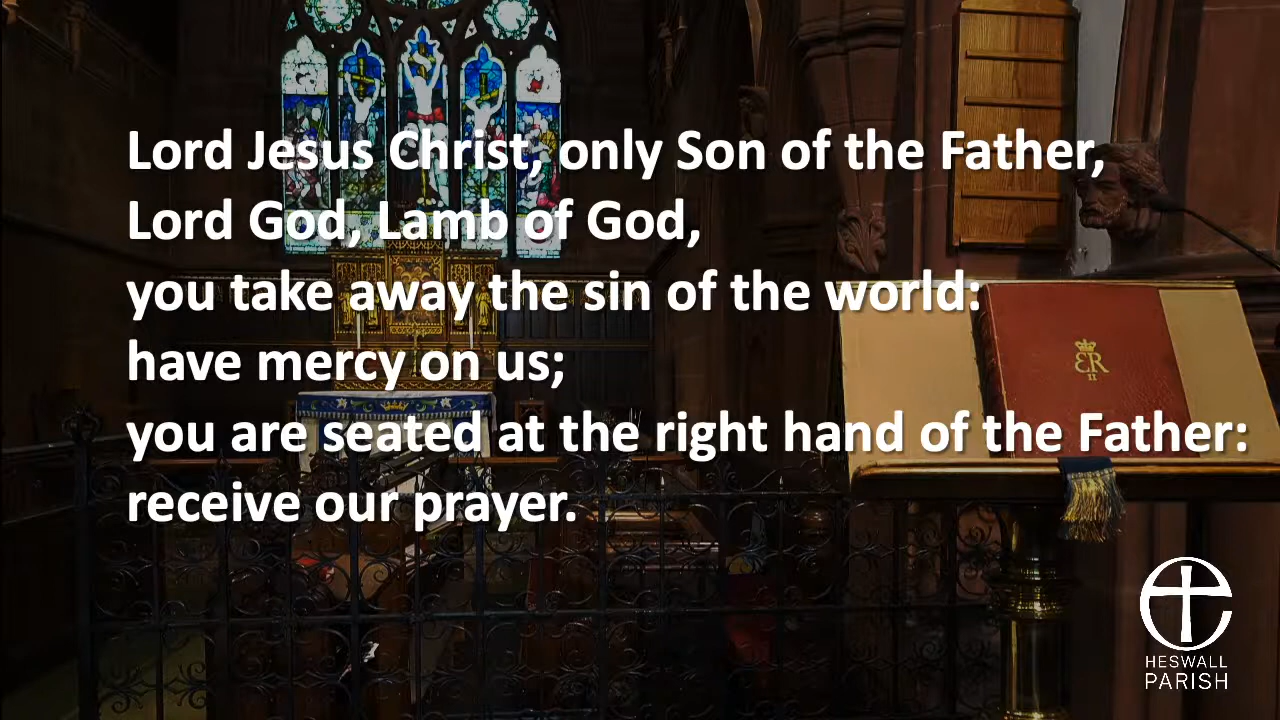 Lord Jesus Christ, only Son of the Father,
Lord God, Lamb of God,
you take away the sin of the world:
have mercy on us;
you are seated at the right hand of the Father:
receive our prayer.
EIIR
HESWALL
PARISH